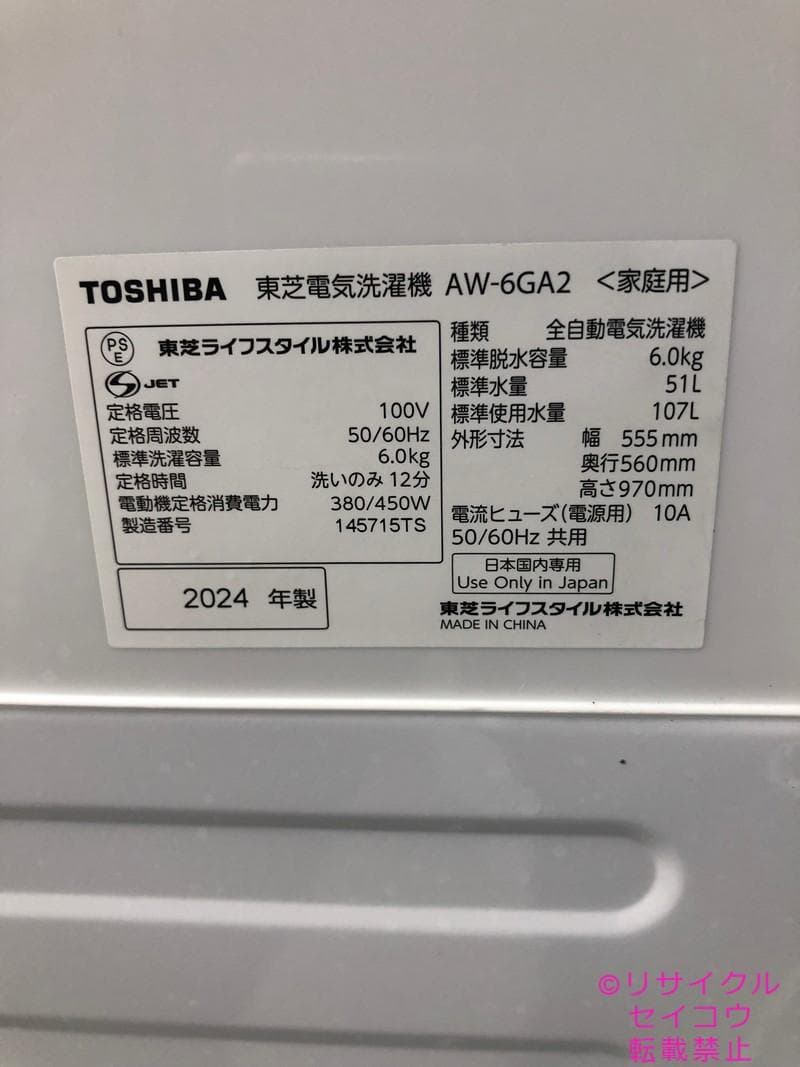 TOSHIBA 東芝電気洗濯機 AW-6GA2 <家庭用>
PS
E
東芝ライフスタイル株式会社
S JET
定格電圧 100V
定格周波数 50/60Hz
標準洗濯容量 6.0kg
定格時間 洗いのみ 12分
電動機定格消費電力 380/450W
製造番号 145715TS
2024 年製
種類 全自動電気洗濯機
標準脱水容量 6.0kg
標準水量 51L
標準使用水量 107L
外形寸法 幅 555mm
奥行560mm
高さ970mm
電流ヒューズ(電源用) 10A
50/60Hz 共用
日本国内専用
Use Only in Japan
東芝ライフスタイル株式会社
MADE IN CHINA
©リサイクル
セイコウ
転載禁止